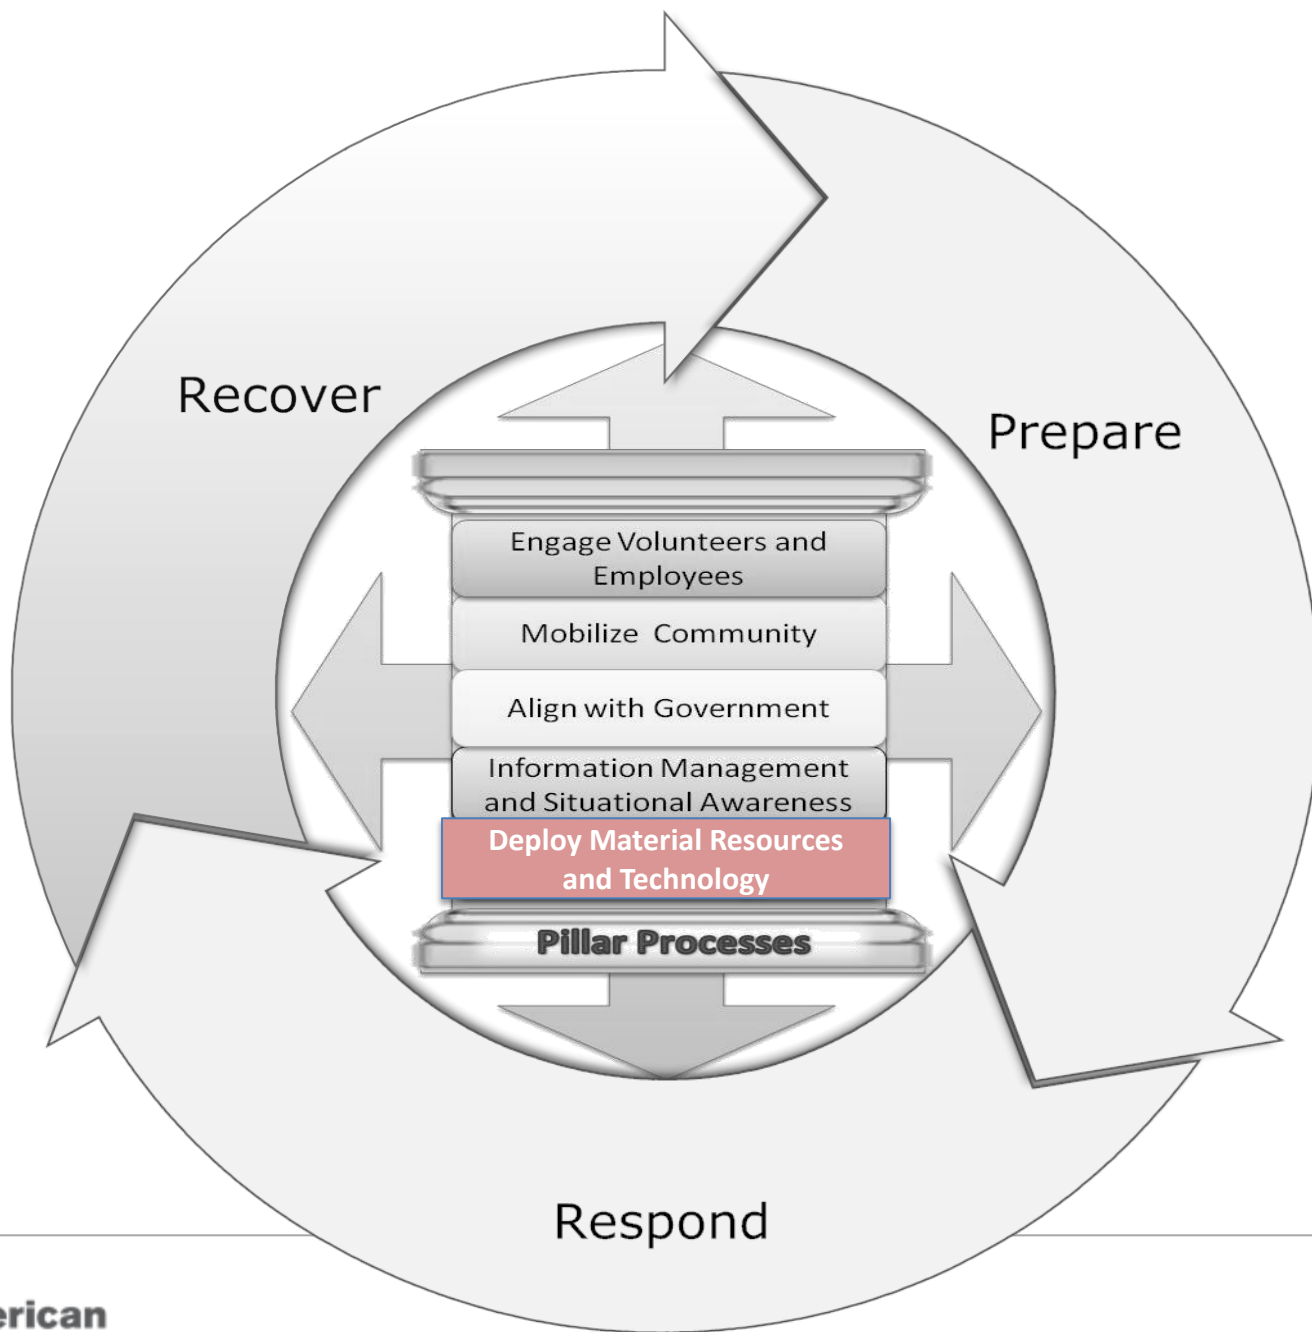 Recover
Prepare
Engage Volunteers and
Employees
Mobilize Community
Align with Government
Information Management
and Situational Awareness
Deploy Material Resources
and Technology
Pillar Processes
Respond
erican